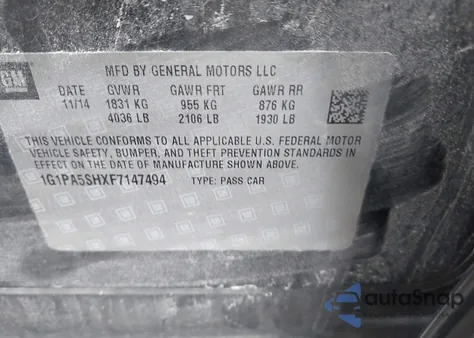 GM
MFD BY GENERAL MOTORS LLC
DATE GVWR GAWR FRT GAWR RR
11/14 1831 KG 955 KG 876 KG
4036 LB 2106 LB 1930 LB
THIS VEHICLE CONFORMS TO ALL APPLICABLE U.S. FEDERAL MOTOR
VEHICLE SAFETY, BUMPER, AND THEFT PREVENTION STANDARDS IN
EFFECT ON THE DATE OF MANUFACTURE SHOWN ABOVE.
1G1PA5SHXF7147494 TYPE: PASS CAR
autoSnap